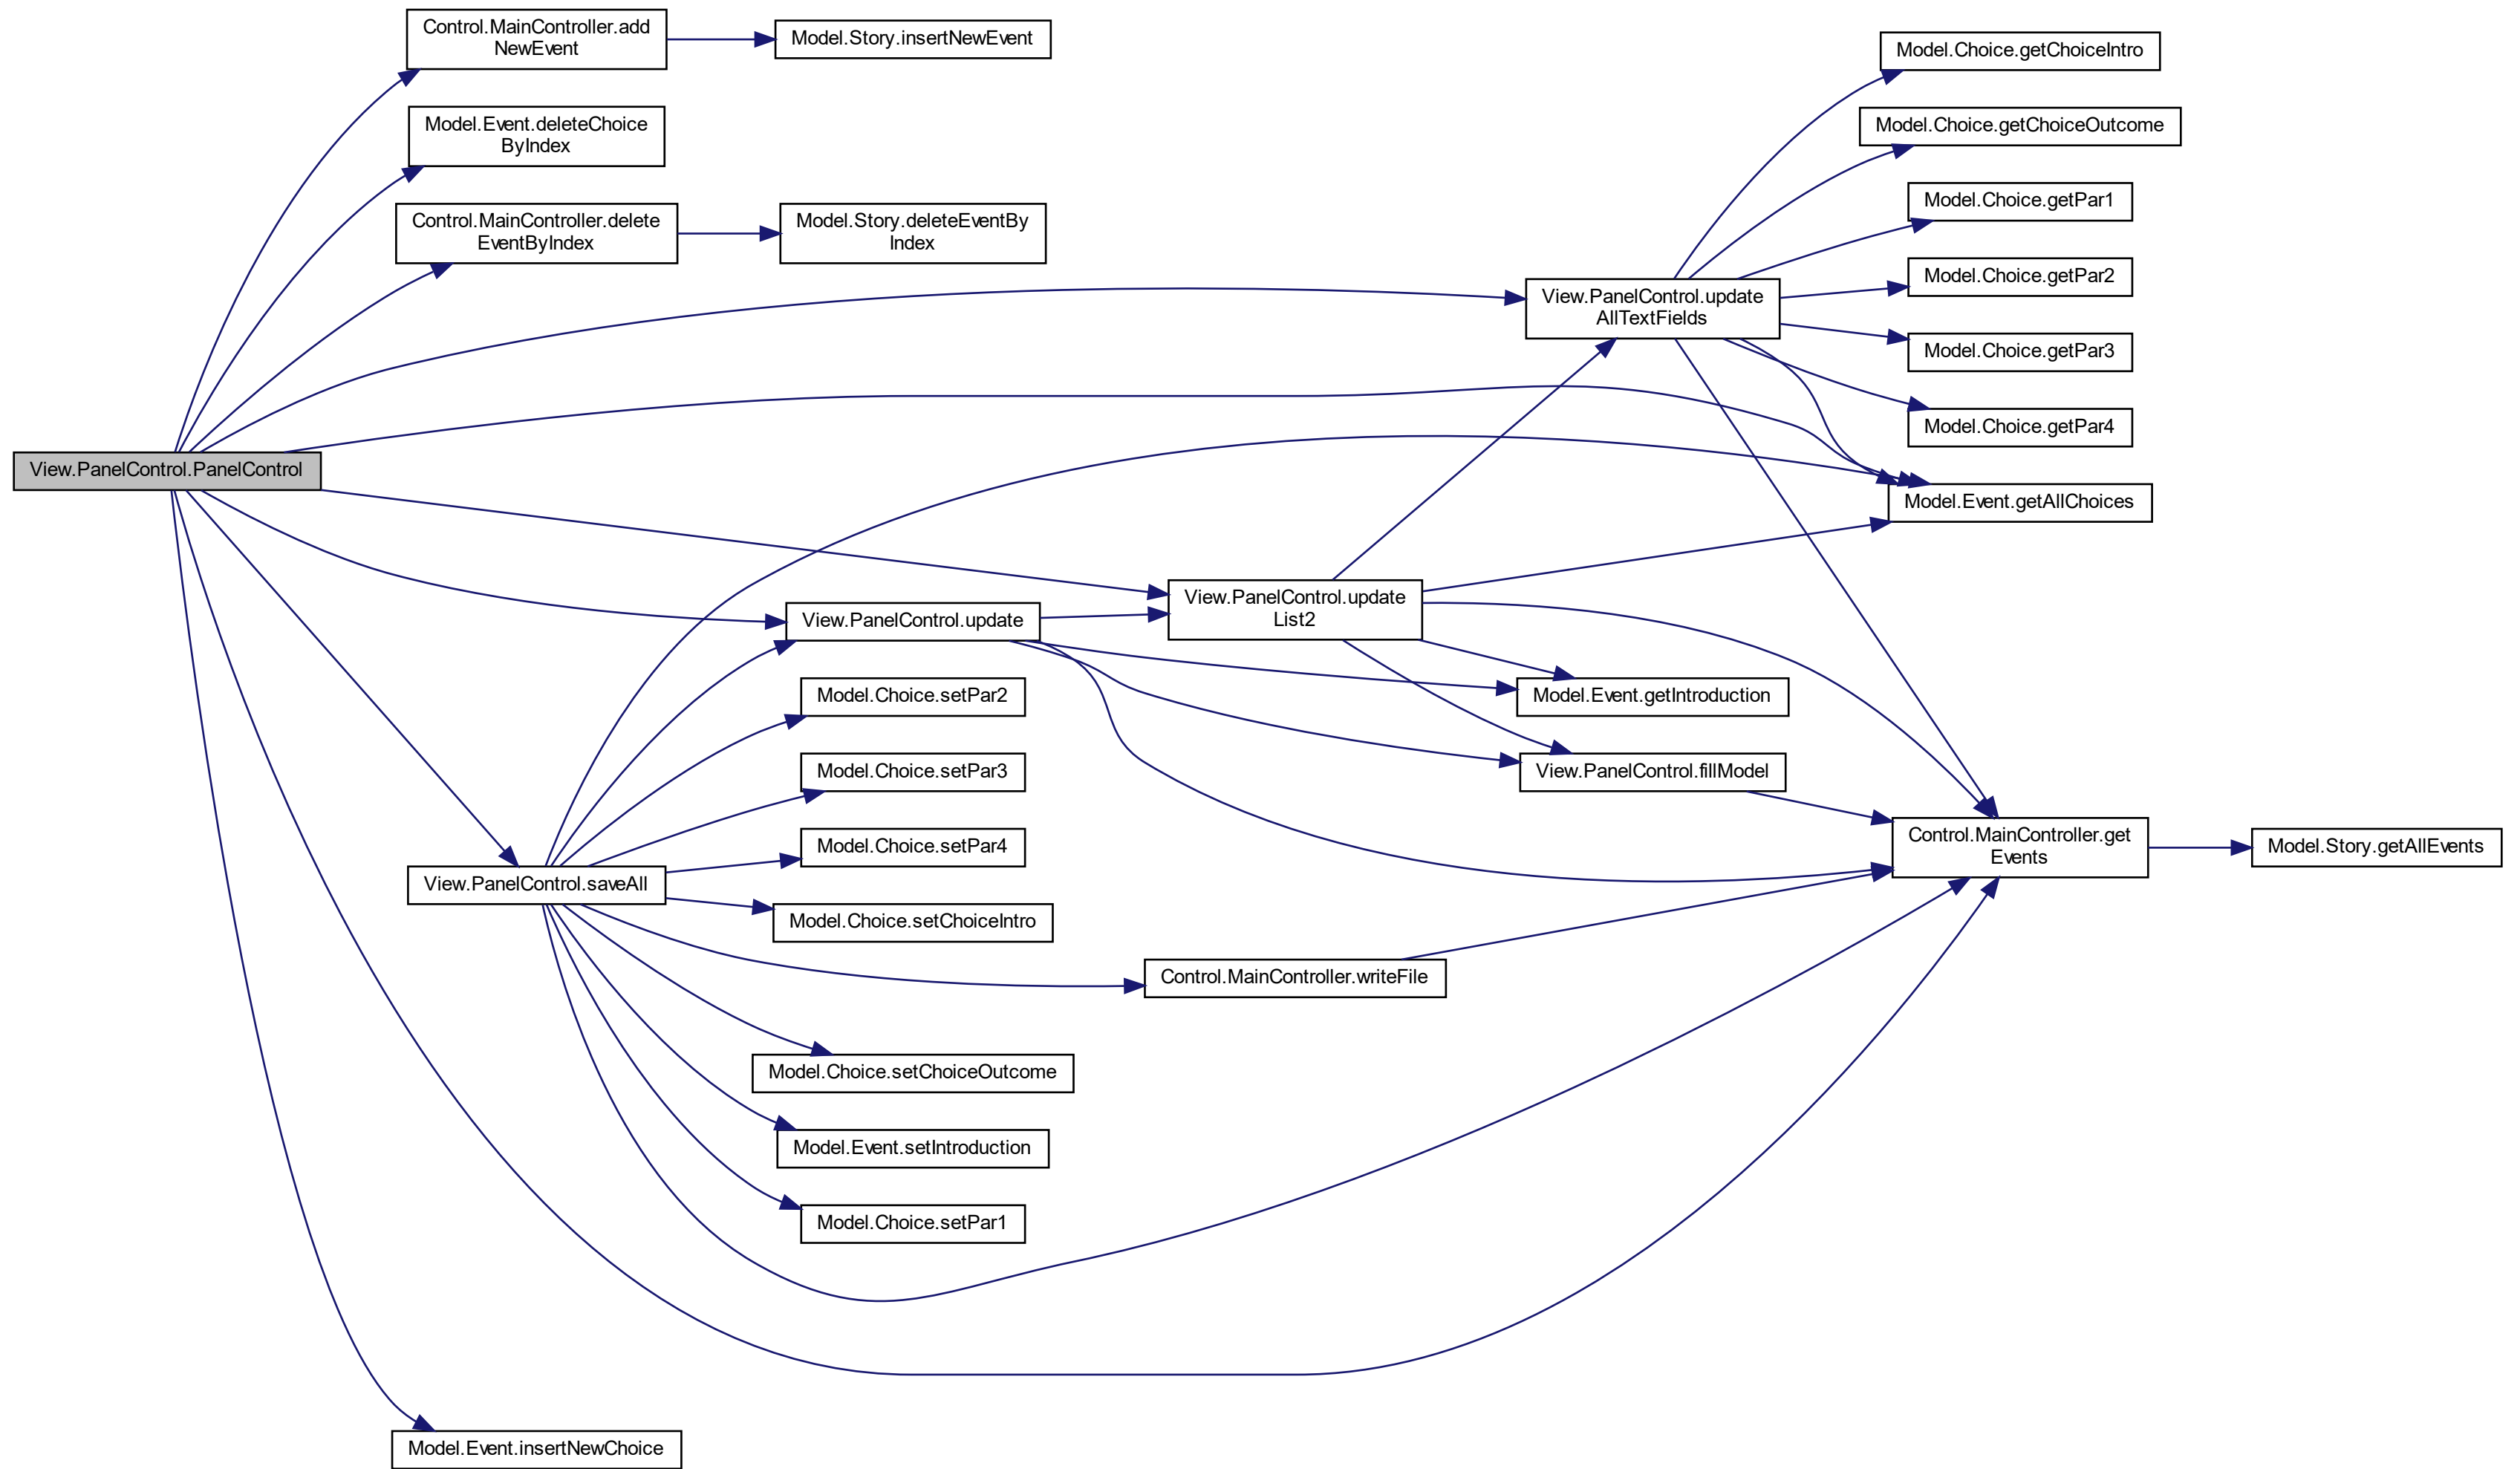 View.PanelControl.PanelControl
Control.MainController.add
NewEvent
Model.Event.deleteChoice
ByIndex
Control.MainController.delete
EventByIndex
View.PanelControl.saveAll
Model.Event.insertNewChoice
Model.Story.insertNewEvent
Model.Story.deleteEventBy
Index
View.PanelControl.update
Model.Choice.setPar2
Model.Choice.setPar3
Model.Choice.setPar4
Model.Choice.setChoiceIntro
Model.Choice.setChoiceOutcome
Model.Event.setIntroduction
Model.Choice.setPar1
View.PanelControl.update
List2
Control.MainController.writeFile
View.PanelControl.update
AllTextFields
Model.Event.getIntroduction
View.PanelControl.fillModel
Model.Choice.getChoiceIntro
Model.Choice.getChoiceOutcome
Model.Choice.getPar1
Model.Choice.getPar2
Model.Choice.getPar3
Model.Choice.getPar4
Model.Event.getAllChoices
Control.MainController.get
Events
Model.Story.getAllEvents